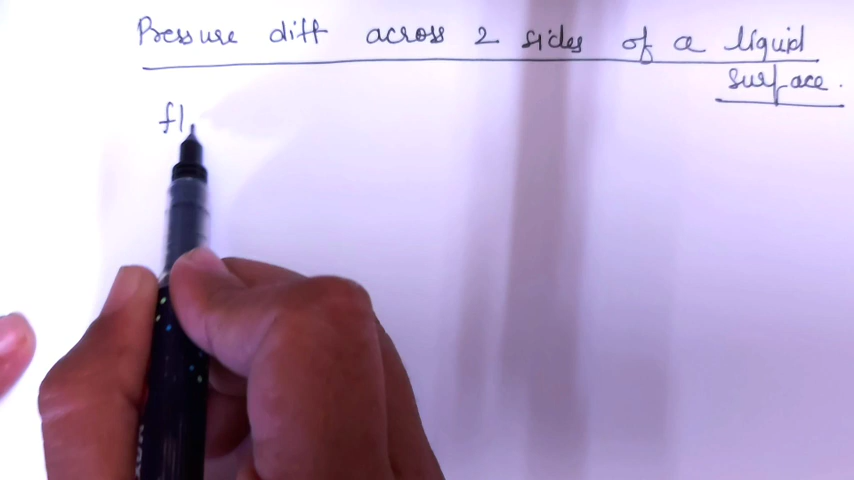 Pressure diff across 2 sides of a liquid
surface.
fl